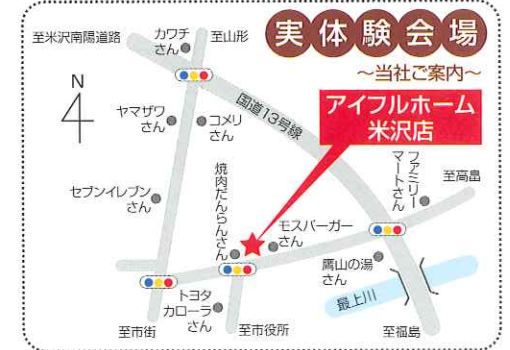 実体験会場
～当社ご案内～
アイフルホーム
米沢店
至米沢南陽道路
カワチ
さん
至山形
N
国道13号線
ヤマザワ
さん
コメリ
さん
ファミリー
マートさん
至高畠
セブンイレブン
さん
焼肉だんらんさん
モスバーガー
さん
鷹山の湯
さん
最上川
トヨタ
カローラ
さん
至市街
至市役所
至福島